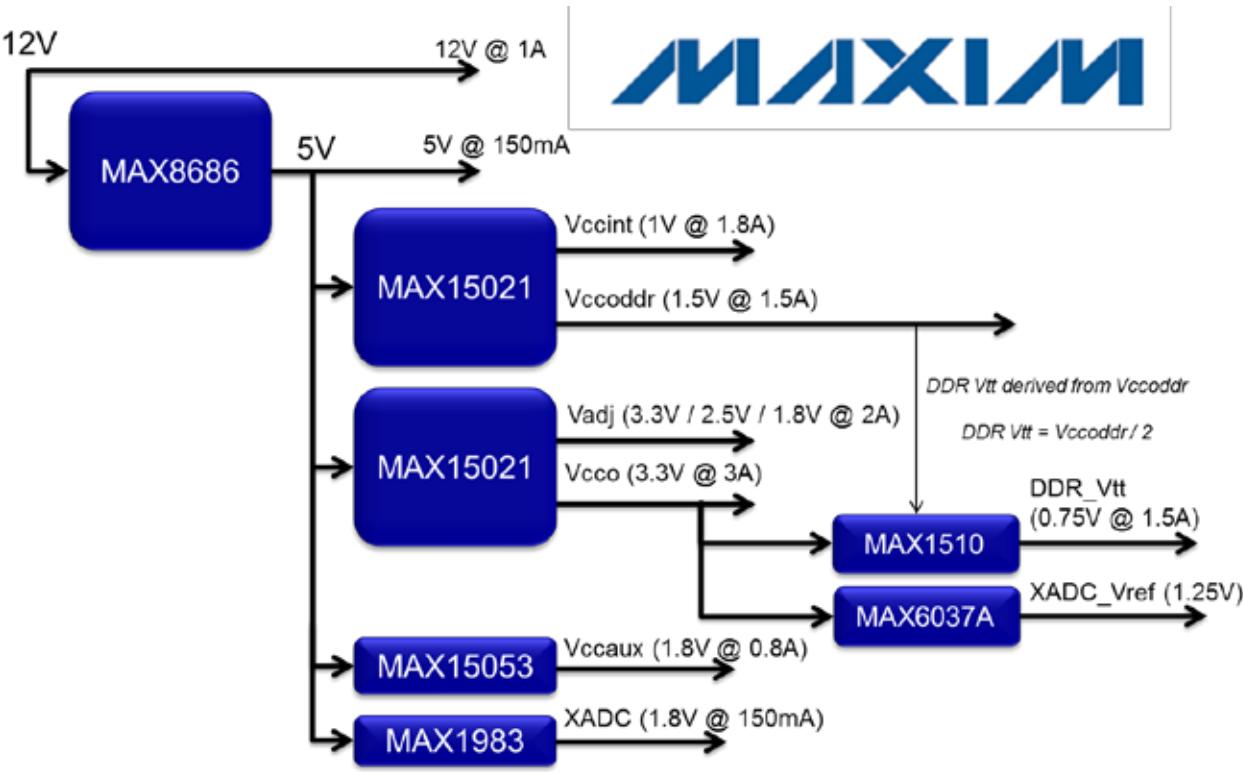 12V
12V @ 1A
MAXIM
MAX8686
5V
5V @ 150mA
MAX15021
Vccint (1V @ 1.8A)
Vccoddr (1.5V @ 1.5A)
DDR Vtt derived from Vccoddr
DDR Vtt = Vccoddr / 2
MAX15021
Vadj (3.3V / 2.5V / 1.8V @ 2A)
Vcco (3.3V @ 3A)
MAX1510
DDR_Vtt
(0.75V @ 1.5A)
MAX6037A
XADC_Vref (1.25V)
MAX15053
Vccaux (1.8V @ 0.8A)
MAX1983
XADC (1.8V @ 150mA)